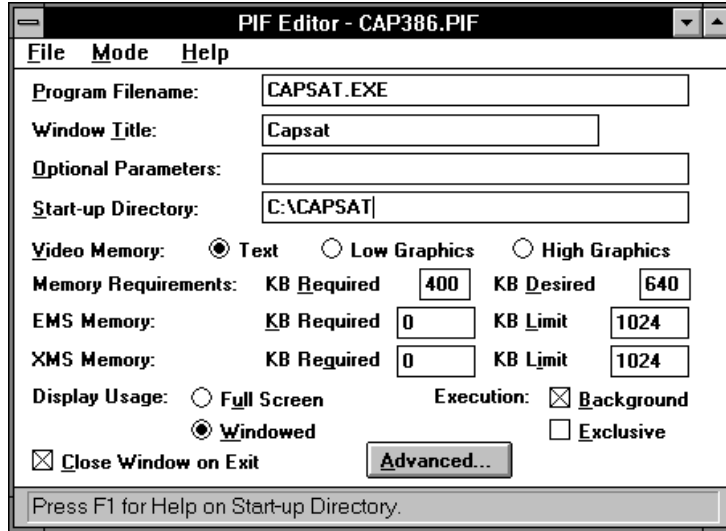 PIF Editor - CAP386.PIF
File Mode Help
Program Filename: CAPSAT.EXE
Window Title: Capsat
Optional Parameters:
Start-up Directory: C:\CAPSAT
Video Memory: Text Low Graphics High Graphics
Memory Requirements: KB Required 400 KB Desired 640
EMS Memory: KB Required 0 KB Limit 1024
XMS Memory: KB Required 0 KB Limit 1024
Display Usage: Full Screen Execution: Background
Windowed Exclusive
Close Window on Exit Advanced...
Press F1 for Help on Start-up Directory.